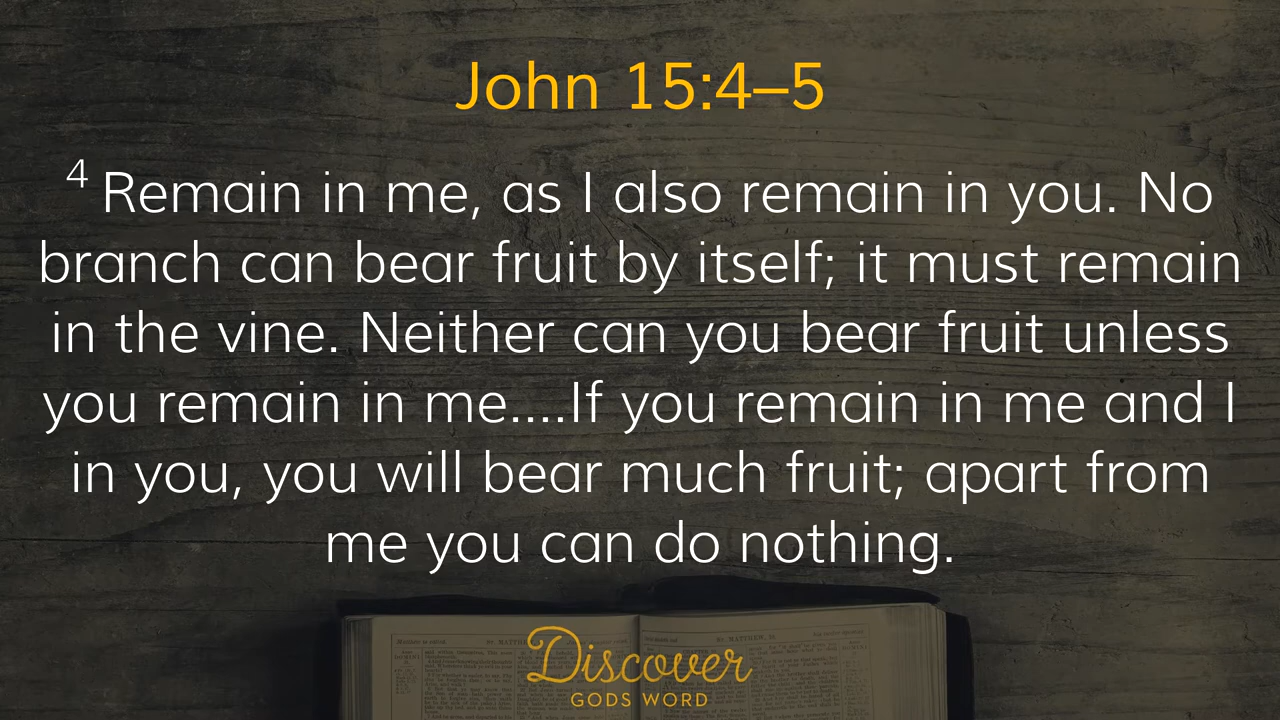 John 15:4–5
4 Remain in me, as I also remain in you. No
branch can bear fruit by itself; it must remain
in the vine. Neither can you bear fruit unless
you remain in me....If you remain in me and I
in you, you will bear much fruit; apart from
me you can do nothing.
ST. MATTHEW, IX.
Discover
GODS WORD